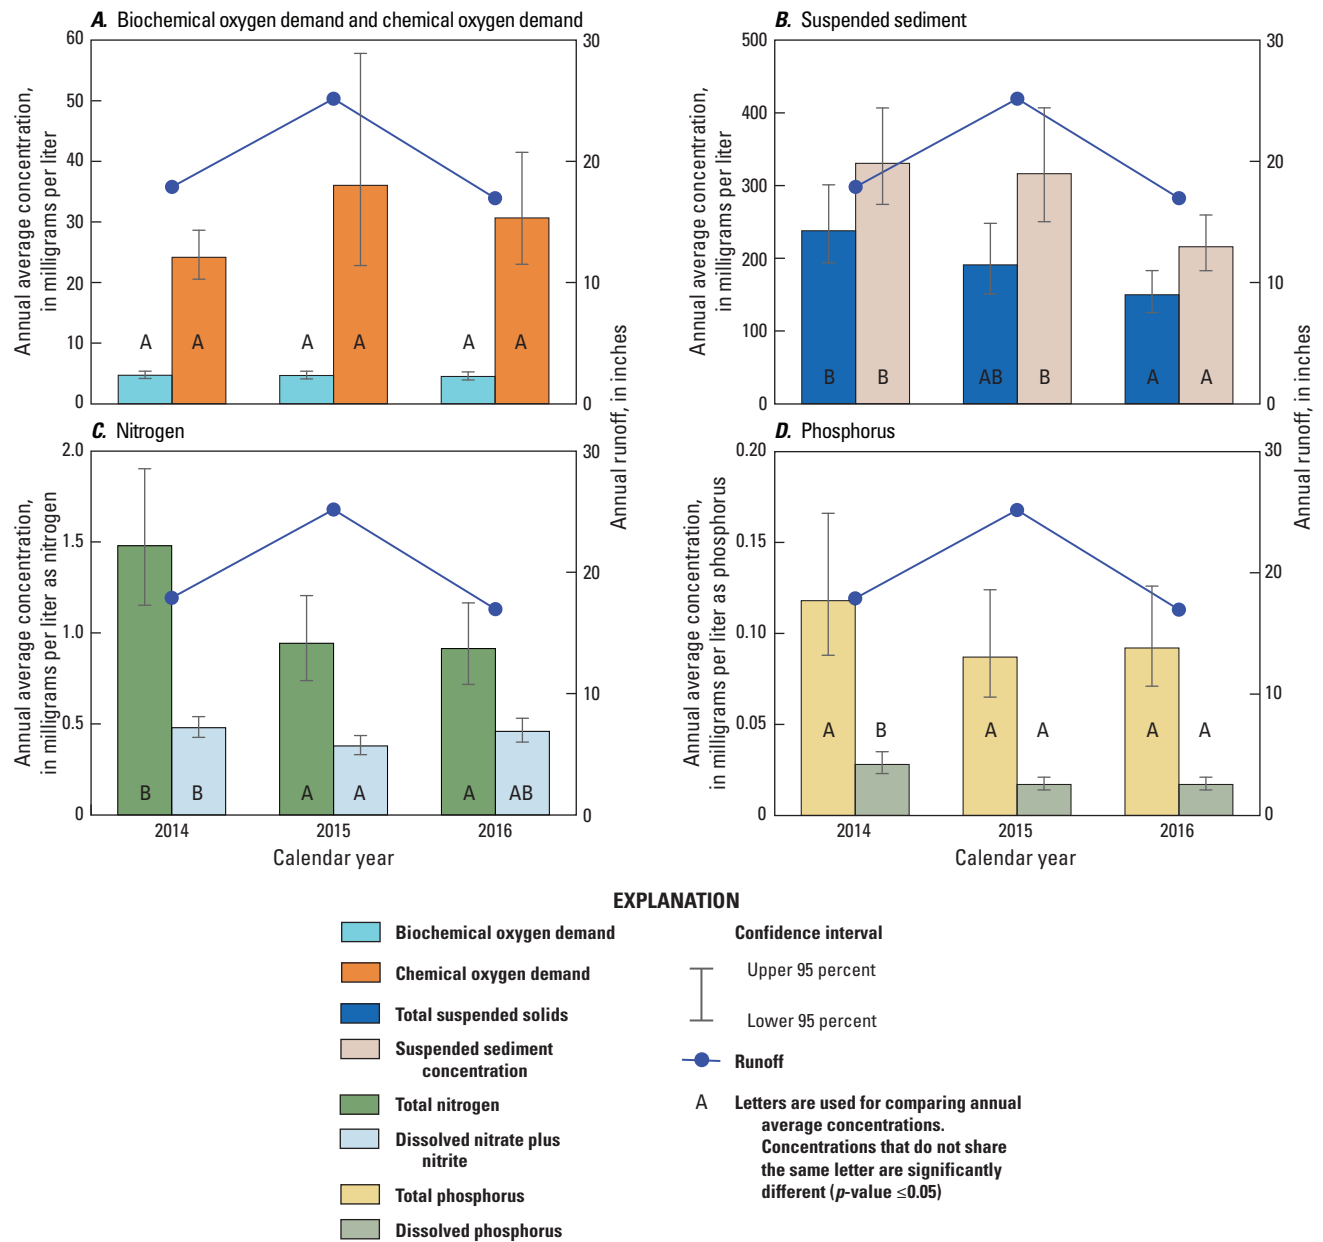 A. Biochemical oxygen demand and chemical oxygen demand
60
50
40
30
20
10
0
30
20
10
0
Annual average concentration,
in milligrams per liter
A
A
A
A
A
A
B. Suspended sediment
500
400
300
200
100
0
30
20
10
0
Annual average concentration,
in milligrams per liter
B
B
AB
B
A
A
Annual runoff, in inches
Annual runoff, in inches
C. Nitrogen
2.0
1.5
1.0
0.5
0
30
20
10
0
Annual average concentration,
in milligrams per liter as nitrogen
B
B
A
A
A
AB
2014
2015
2016
Calendar year
D. Phosphorus
0.20
0.15
0.10
0.05
0
30
20
10
0
Annual average concentration,
in milligrams per liter as phosphorus
A
B
A
A
A
A
2014
2015
2016
Calendar year
EXPLANATION
Biochemical oxygen demand
Chemical oxygen demand
Total suspended solids
Suspended sediment
concentration
Total nitrogen
Dissolved nitrate plus
nitrite
Total phosphorus
Dissolved phosphorus
Confidence interval
Upper 95 percent
Lower 95 percent
Runoff
A
Letters are used for comparing annual
average concentrations.
Concentrations that do not share
the same letter are significantly
different (p-value ≤0.05)